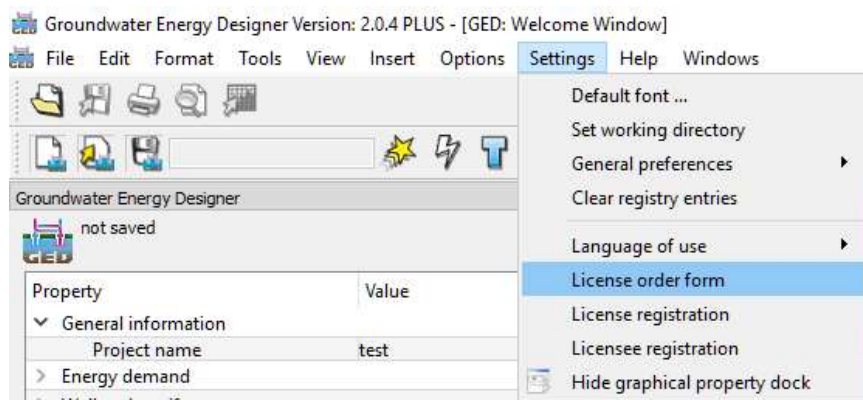 Groundwater Energy Designer Version: 2.0.4 PLUS - [GED: Welcome Window]
File Edit Format Tools View Insert Options Settings Help Windows
Default font ...
Set working directory
General preferences
Clear registry entries
Language of use
License order form
License registration
Licensee registration
Hide graphical property dock
Groundwater Energy Designer
GED
not saved
Property Value
General information
Project name test
Energy demand